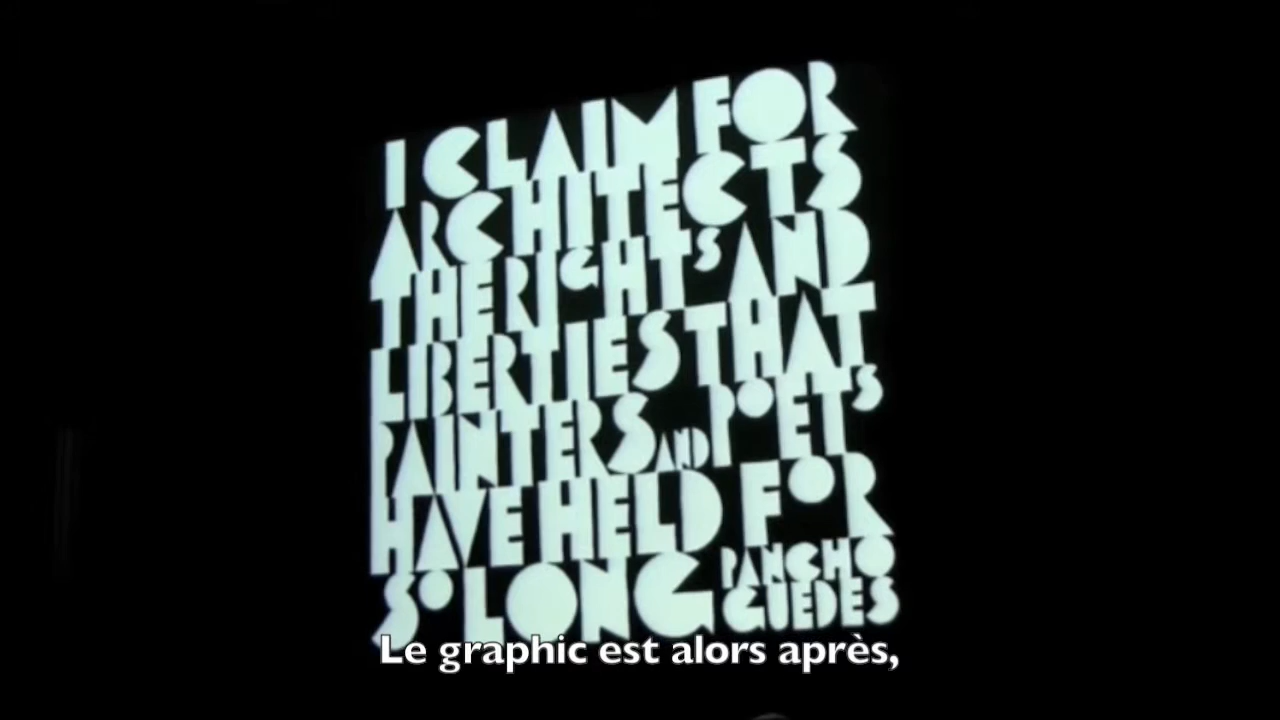 I CLAIM FOR
ARCHITECTS
THE RIGHTS AND
LIBERTIES THAT
PAINTERS AND POETS
HAVE HELD FOR
SO LONG PANCHO
GUEDES
Le graphic est alors après,